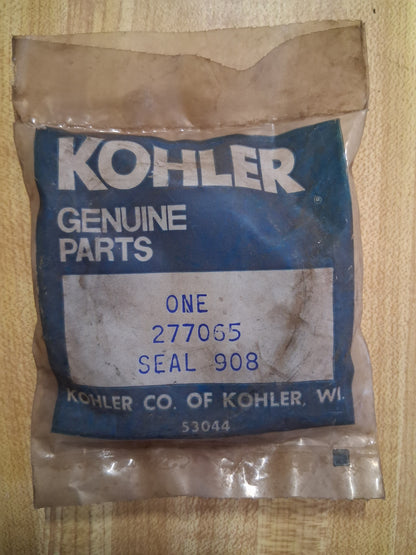 KOHLER
GENUINE
PARTS
ONE
277065
SEAL 908
KOHLER CO. OF KOHLER, WI.
53044